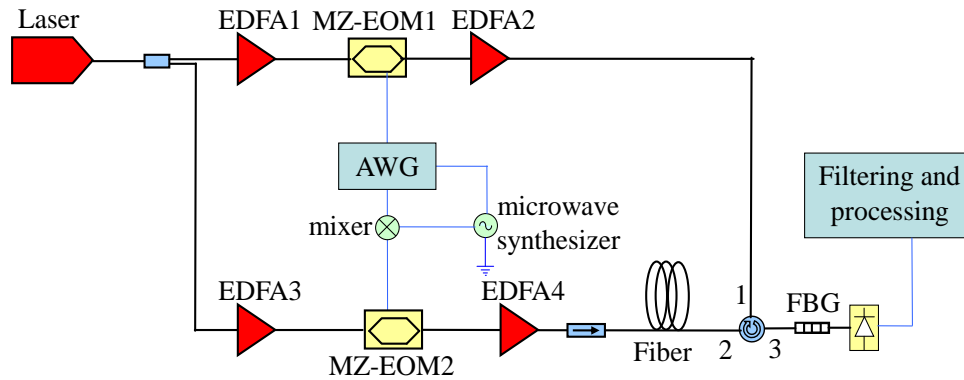 Laser
EDFA1
MZ-EOM1
EDFA2
AWG
Filtering and
processing
mixer
microwave
synthesizer
EDFA3
MZ-EOM2
EDFA4
Fiber
1
2
3
FBG